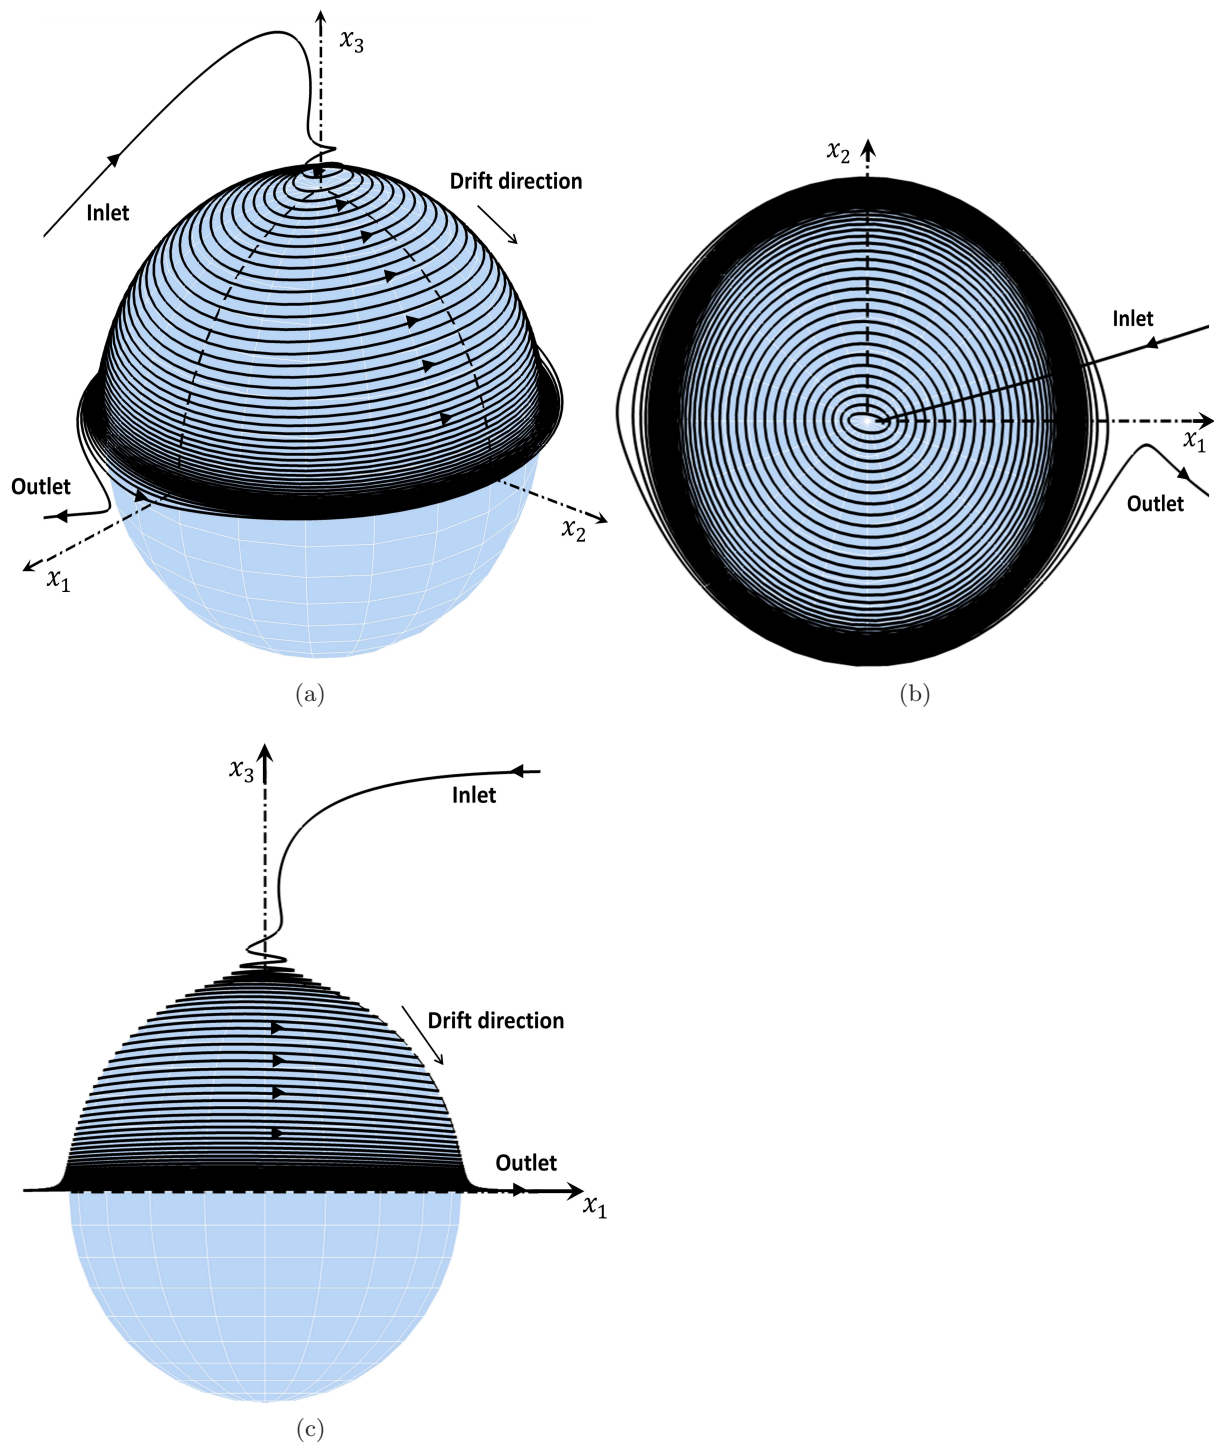 x₃
Drift direction
Inlet
Outlet
x₂
x₁
(a)
x₂
Inlet
x₁
Outlet
(b)
x₃
Inlet
Drift direction
Outlet
x₁
(c)